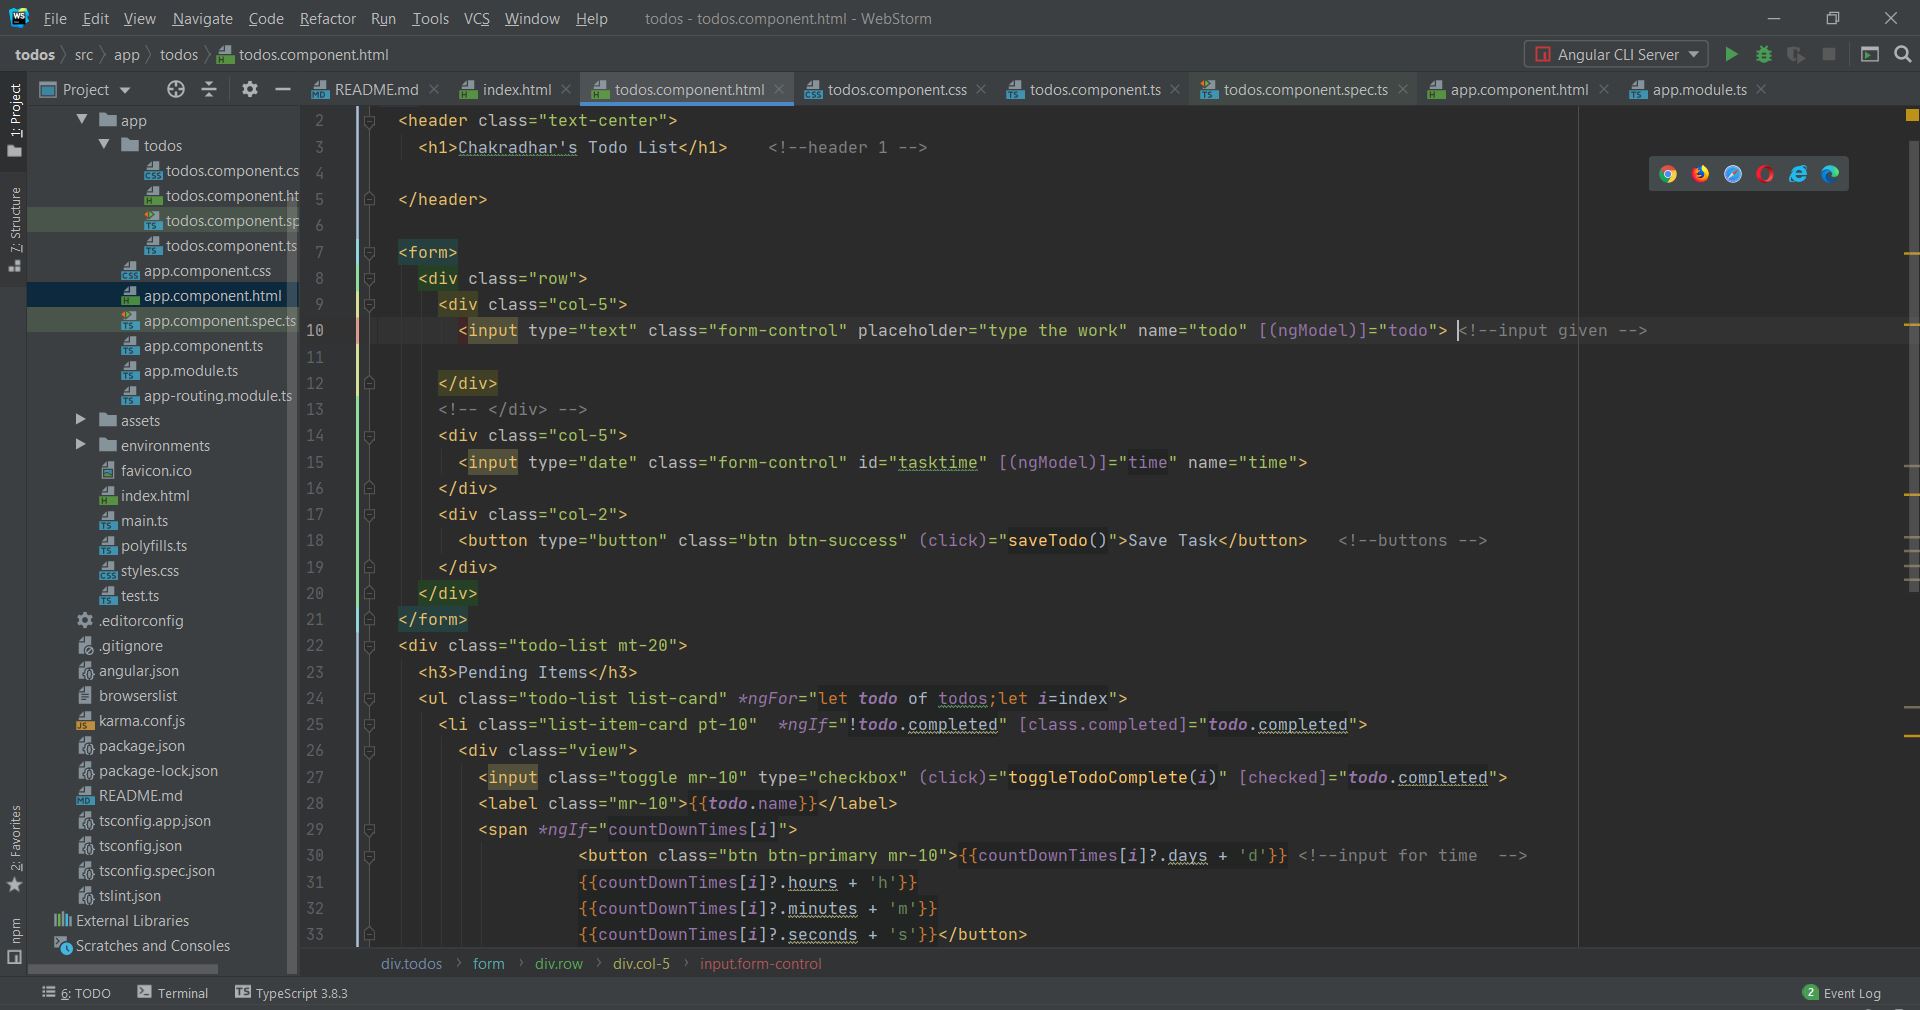 File Edit View Navigate Code Refactor Run Tools VCS Window Help todos - todos.component.html - WebStorm
todos src app todos todos.component.html Angular CLI Server
Project README.md index.html todos.component.html todos.component.css todos.component.ts todos.component.spec.ts app.component.html app.module.ts
1: Project
7: Structure
2: Favorites
npm
app
todos
todos.component.cs
todos.component.ht
todos.component.sp
todos.component.ts
app.component.css
app.component.html
app.component.spec.ts
app.component.ts
app.module.ts
app-routing.module.ts
assets
environments
favicon.ico
index.html
main.ts
polyfills.ts
styles.css
test.ts
.editorconfig
.gitignore
angular.json
browserslist
karma.conf.js
package.json
package-lock.json
README.md
tsconfig.app.json
tsconfig.json
tsconfig.spec.json
tslint.json
External Libraries
Scratches and Consoles
2 <header class="text-center">
3 <h1>Chakradhar's Todo List</h1> <!--header 1 -->
4
5 </header>
6
7 <form>
8 <div class="row">
9 <div class="col-5">
10 <input type="text" class="form-control" placeholder="type the work" name="todo" [(ngModel)]="todo"> <!--input given -->
11
12 </div>
13 <!-- </div> -->
14 <div class="col-5">
15 <input type="date" class="form-control" id="tasktime" [(ngModel)]="time" name="time">
16 </div>
17 <div class="col-2">
18 <button type="button" class="btn btn-success" (click)="saveTodo()">Save Task</button> <!--buttons -->
19 </div>
20 </div>
21 </form>
22 <div class="todo-list mt-20">
23 <h3>Pending Items</h3>
24 <ul class="todo-list list-card" *ngFor="let todo of todos;let i=index">
25 <li class="list-item-card pt-10" *ngIf="!todo.completed" [class.completed]="todo.completed">
26 <div class="view">
27 <input class="toggle mr-10" type="checkbox" (click)="toggleTodoComplete(i)" [checked]="todo.completed">
28 <label class="mr-10">{{todo.name}}</label>
29 <span *ngIf="countDownTimes[i]">
30 <button class="btn btn-primary mr-10">{{countDownTimes[i]?.days + 'd'}} <!--input for time -->
31 {{countDownTimes[i]?.hours + 'h'}}
32 {{countDownTimes[i]?.minutes + 'm'}}
33 {{countDownTimes[i]?.seconds + 's'}}</button>
div.todos form div.row div.col-5 input.form-control
6: TODO Terminal TypeScript 3.8.3 2 Event Log